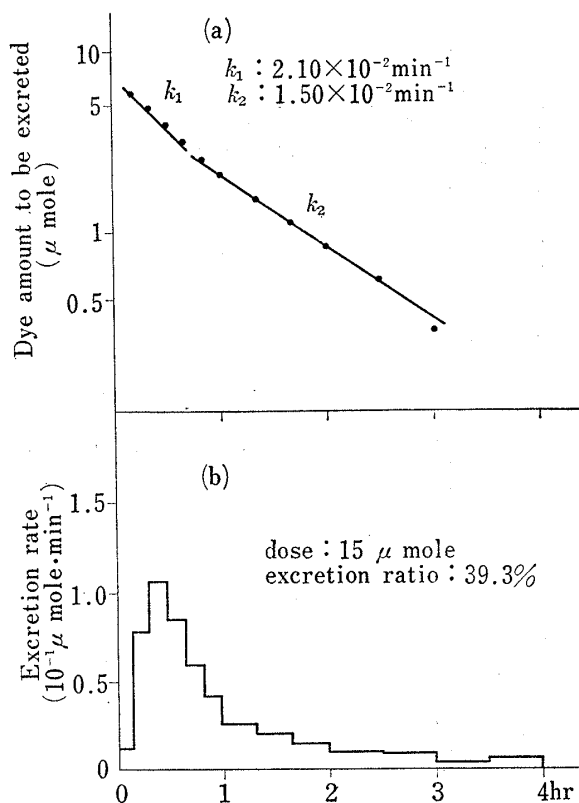 (a)
k₁ : 2.10×10⁻²min⁻¹
k₂ : 1.50×10⁻²min⁻¹
Dye amount to be excreted
(μ mole)
10
5
1
0.5
k₁
k₂
(b)
dose : 15 μ mole
excretion ratio : 39.3%
Excretion rate
(10⁻¹μ mole・min⁻¹)
1.5
1.0
0.5
0
0 1 2 3 4hr